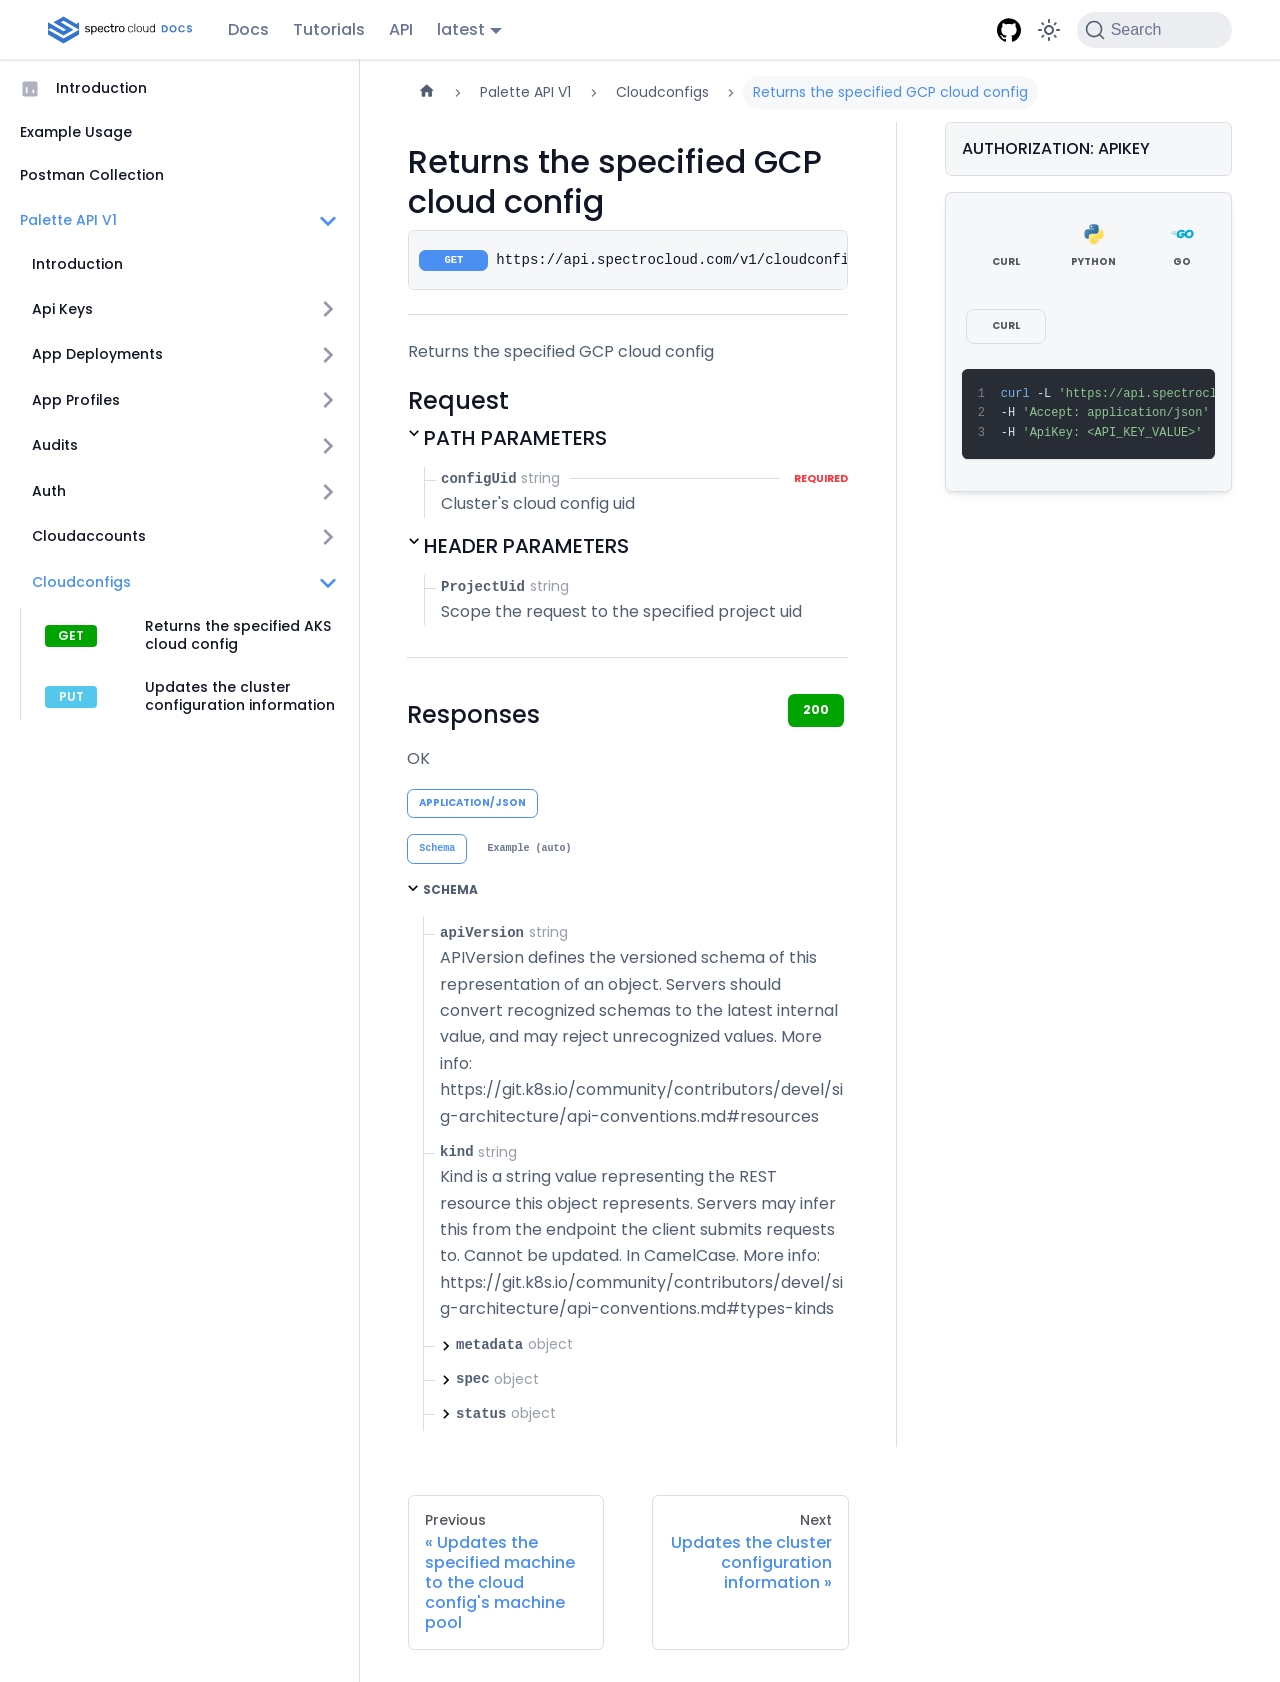 spectro cloud DOCS
Docs
Tutorials
API
latest
Search
Introduction
Example Usage
Postman Collection
Palette API V1
Introduction
Api Keys
App Deployments
App Profiles
Audits
Auth
Cloudaccounts
Cloudconfigs
GET
Returns the specified AKS
cloud config
PUT
Updates the cluster
configuration information
Palette API V1
Cloudconfigs
Returns the specified GCP cloud config
Returns the specified GCP
cloud config
GET https://api.spectrocloud.com/v1/cloudconfi
Returns the specified GCP cloud config
Request
PATH PARAMETERS
configUid string REQUIRED
Cluster's cloud config uid
HEADER PARAMETERS
ProjectUid string
Scope the request to the specified project uid
Responses
200
OK
APPLICATION/JSON
Schema
Example (auto)
SCHEMA
apiVersion string
APIVersion defines the versioned schema of this
representation of an object. Servers should
convert recognized schemas to the latest internal
value, and may reject unrecognized values. More
info:
https://git.k8s.io/community/contributors/devel/si
g-architecture/api-conventions.md#resources
kind string
Kind is a string value representing the REST
resource this object represents. Servers may infer
this from the endpoint the client submits requests
to. Cannot be updated. In CamelCase. More info:
https://git.k8s.io/community/contributors/devel/si
g-architecture/api-conventions.md#types-kinds
metadata object
spec object
status object
AUTHORIZATION: APIKEY
CURL
PYTHON
GO
CURL
1 curl -L 'https://api.spectrocl
2 -H 'Accept: application/json'
3 -H 'ApiKey: <API_KEY_VALUE>'
Previous
« Updates the
specified machine
to the cloud
config's machine
pool
Next
Updates the cluster
configuration
information »